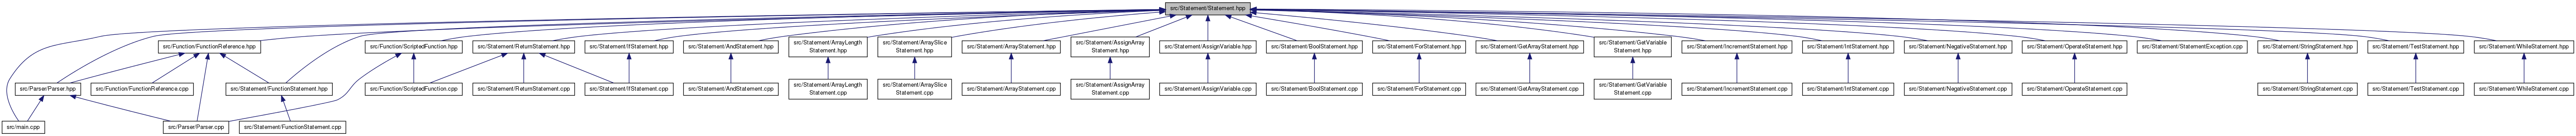 src/Statement/Statement.hpp
src/Function/FunctionReference.hpp
src/Function/ScriptedFunction.hpp
src/Statement/ReturnStatement.hpp
src/Statement/IfStatement.hpp
src/Statement/AndStatement.hpp
src/Statement/ArrayLength
Statement.hpp
src/Statement/ArraySlice
Statement.hpp
src/Statement/ArrayStatement.hpp
src/Statement/AssignArray
Statement.hpp
src/Statement/AssignVariable.hpp
src/Statement/BoolStatement.hpp
src/Statement/ForStatement.hpp
src/Statement/GetArrayStatement.hpp
src/Statement/GetVariable
Statement.hpp
src/Statement/IncrementStatement.hpp
src/Statement/IntStatement.hpp
src/Statement/NegativeStatement.hpp
src/Statement/OperateStatement.hpp
src/Statement/StatementException.cpp
src/Statement/StringStatement.hpp
src/Statement/TestStatement.hpp
src/Statement/WhileStatement.hpp
src/Parser/Parser.hpp
src/Function/FunctionReference.cpp
src/Statement/FunctionStatement.hpp
src/Function/ScriptedFunction.cpp
src/Statement/ReturnStatement.cpp
src/Statement/IfStatement.cpp
src/Statement/AndStatement.cpp
src/Statement/ArrayLength
Statement.cpp
src/Statement/ArraySlice
Statement.cpp
src/Statement/ArrayStatement.cpp
src/Statement/AssignArray
Statement.cpp
src/Statement/AssignVariable.cpp
src/Statement/BoolStatement.cpp
src/Statement/ForStatement.cpp
src/Statement/GetArrayStatement.cpp
src/Statement/GetVariable
Statement.cpp
src/Statement/IncrementStatement.cpp
src/Statement/IntStatement.cpp
src/Statement/NegativeStatement.cpp
src/Statement/OperateStatement.cpp
src/Statement/StringStatement.cpp
src/Statement/TestStatement.cpp
src/Statement/WhileStatement.cpp
src/main.cpp
src/Parser/Parser.cpp
src/Statement/FunctionStatement.cpp